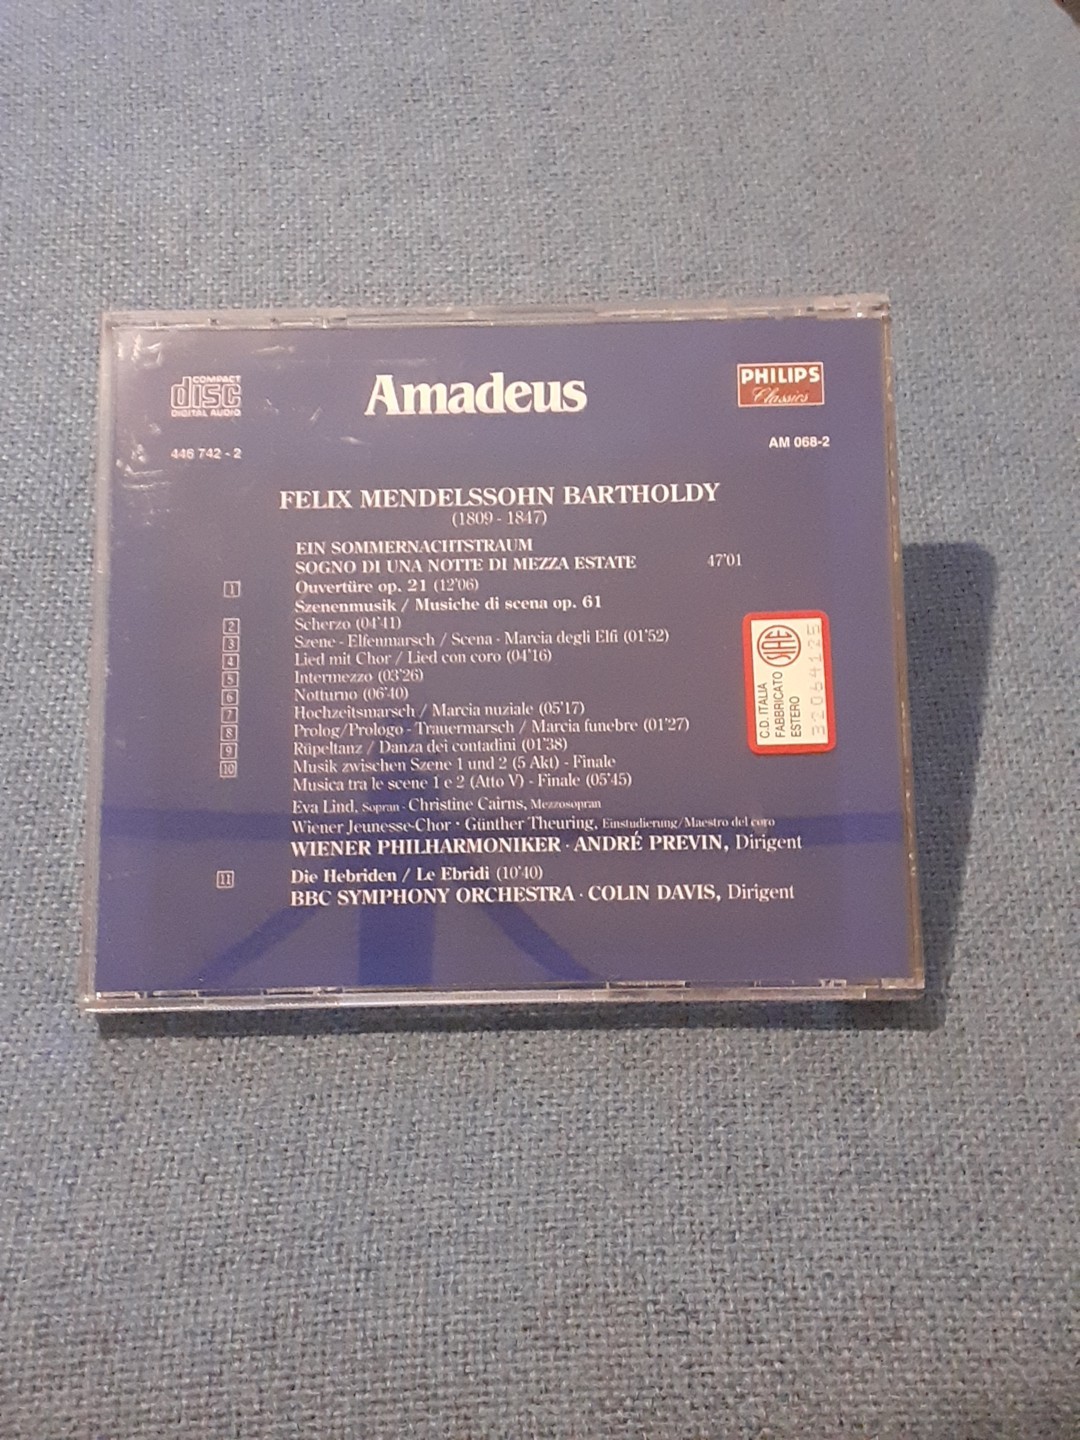 COMPACT
disc
DIGITAL AUDIO
Amadeus
PHILIPS
Classics
446 742 - 2
AM 068-2
FELIX MENDELSSOHN BARTHOLDY
(1809 - 1847)
EIN SOMMERNACHTSTRAUM
SOGNO DI UNA NOTTE DI MEZZA ESTATE 47'01
1 Ouvertüre op. 21 (12'06)
Szenenmusik / Musiche di scena op. 61
2 Scherzo (04'41)
3 Szene - Elfenmarsch / Scena - Marcia degli Elfi (01'52)
4 Lied mit Chor / Lied con coro (04'16)
5 Intermezzo (03'26)
6 Notturno (06'40)
7 Hochzeitsmarsch / Marcia nuziale (05'17)
8 Prolog/Prologo - Trauermarsch / Marcia funebre (01'27)
9 Rüpeltanz / Danza dei contadini (01'38)
10 Musik zwischen Szene 1 und 2 (5 Akt) - Finale
Musica tra le scene 1 e 2 (Atto V) - Finale (05'45)
Eva Lind, Sopran - Christine Cairns, Mezzosopran
Wiener Jeunesse-Chor · Günther Theuring, Einstudierung/Maestro del coro
WIENER PHILHARMONIKER · ANDRÉ PREVIN, Dirigent
11 Die Hebriden / Le Ebridi (10'40)
BBC SYMPHONY ORCHESTRA · COLIN DAVIS, Dirigent
SIAE
C.D. ITALIA
FABBRICATO
ESTERO
32064125